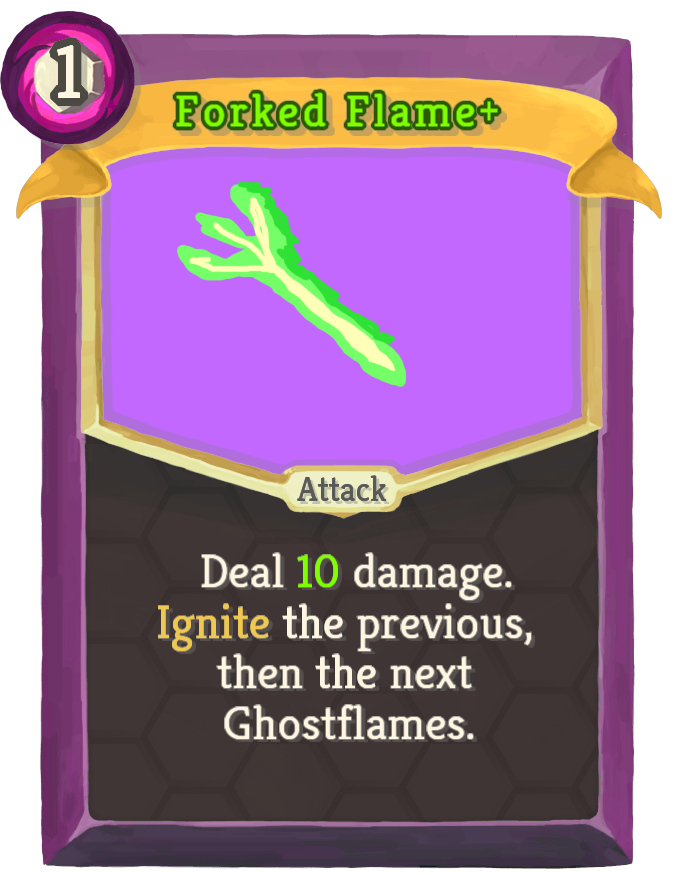 1
Forked Flame+
Attack
Deal 10 damage.
Ignite the previous,
then the next
Ghostflames.